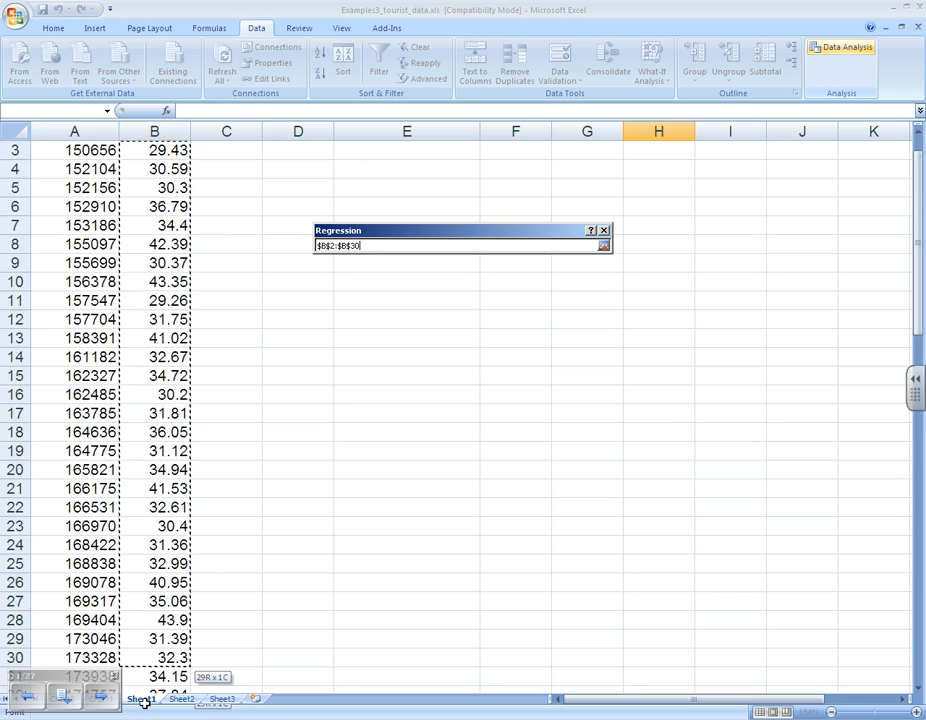 Examples3_tourist_data.xls [Compatibility Mode] - Microsoft Excel
Home Insert Page Layout Formulas Data Review View Add-Ins
From Access
From Web
From Text
From Other Sources
Existing Connections
Get External Data
Refresh All
Connections
Properties
Edit Links
Connections
Sort
Filter
Clear
Reapply
Advanced
Sort & Filter
Text to Columns
Remove Duplicates
Data Validation
Consolidate
What-If Analysis
Data Tools
Group
Ungroup
Subtotal
Outline
Data Analysis
Analysis
fx
A B C D E F G H I J K
3 150656 29.43
4 152104 30.59
5 152156 30.3
6 152910 36.79
7 153186 34.4
8 155097 42.39
9 155699 30.37
10 156378 43.35
11 157547 29.26
12 157704 31.75
13 158391 41.02
14 161182 32.67
15 162327 34.72
16 162485 30.2
17 163785 31.81
18 164636 36.05
19 164775 31.12
20 165821 34.94
21 166175 41.53
22 166531 32.61
23 166970 30.4
24 168422 31.36
25 168838 32.99
26 169078 40.95
27 169317 35.06
28 169404 43.9
29 173046 31.39
30 173328 32.3
34.15
Regression
$B$2:$B$30
29R x 1C
Sheet1 Sheet2 Sheet3
Point